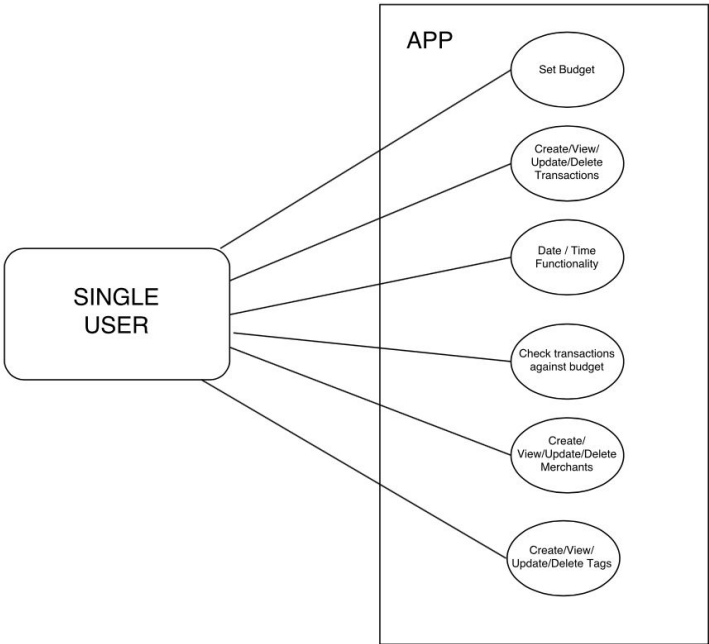 APP
Set Budget
Create/View/
Update/Delete
Transactions
Date / Time
Functionality
SINGLE
USER
Check transactions
against budget
Create/
View/Update/Delete
Merchants
Create/View/
Update/Delete Tags